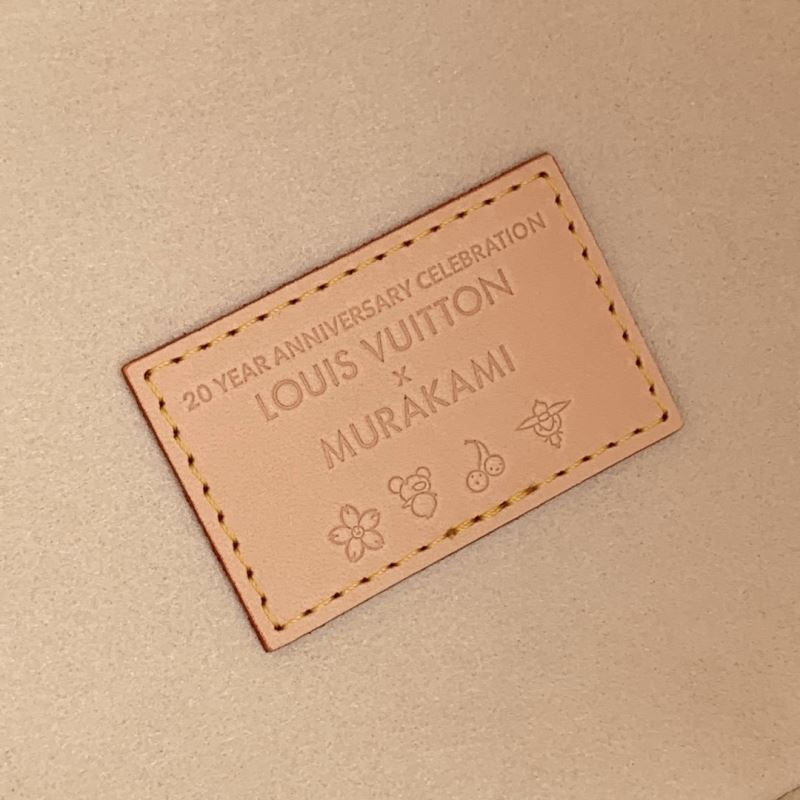 20 YEAR ANNIVERSARY CELEBRATION
LOUIS VUITTON
x
MURAKAMI